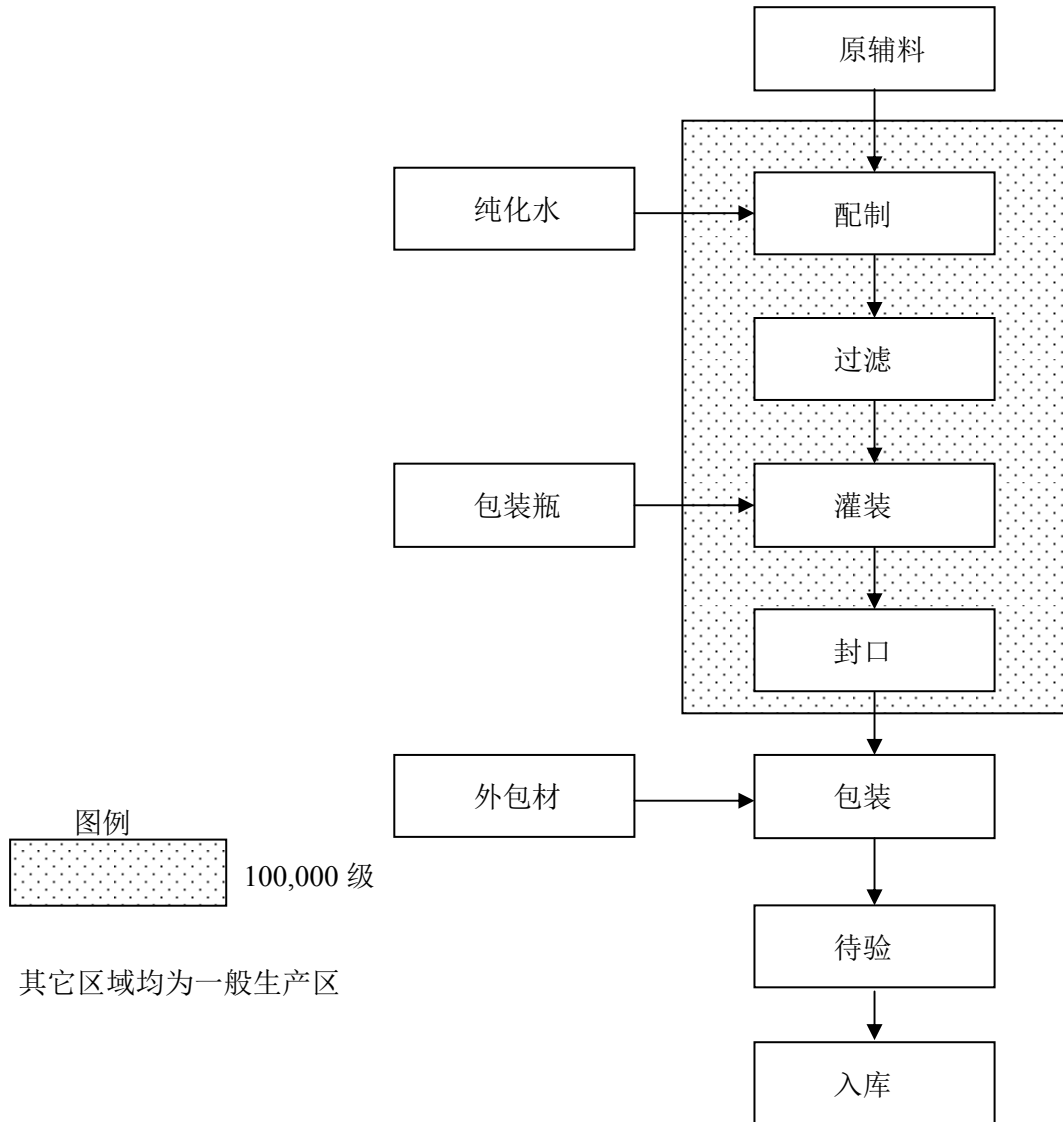 原辅料
纯化水
配制
过滤
包装瓶
灌装
封口
外包材
包装
图例
100,000 级
待验
其它区域均为一般生产区
入库